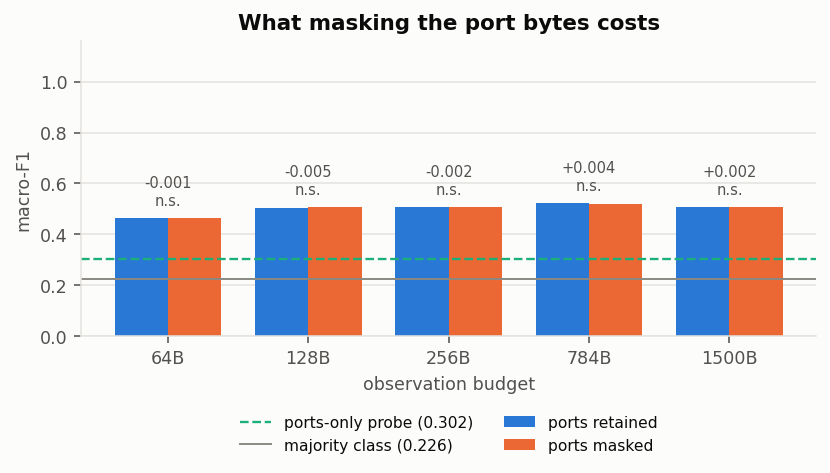 What masking the port bytes costs
macro-F1
1.0
0.8
0.6
0.4
0.2
0.0
-0.001
n.s.
-0.005
n.s.
-0.002
n.s.
+0.004
n.s.
+0.002
n.s.
64B
128B
256B
784B
1500B
observation budget
ports-only probe (0.302)
majority class (0.226)
ports retained
ports masked